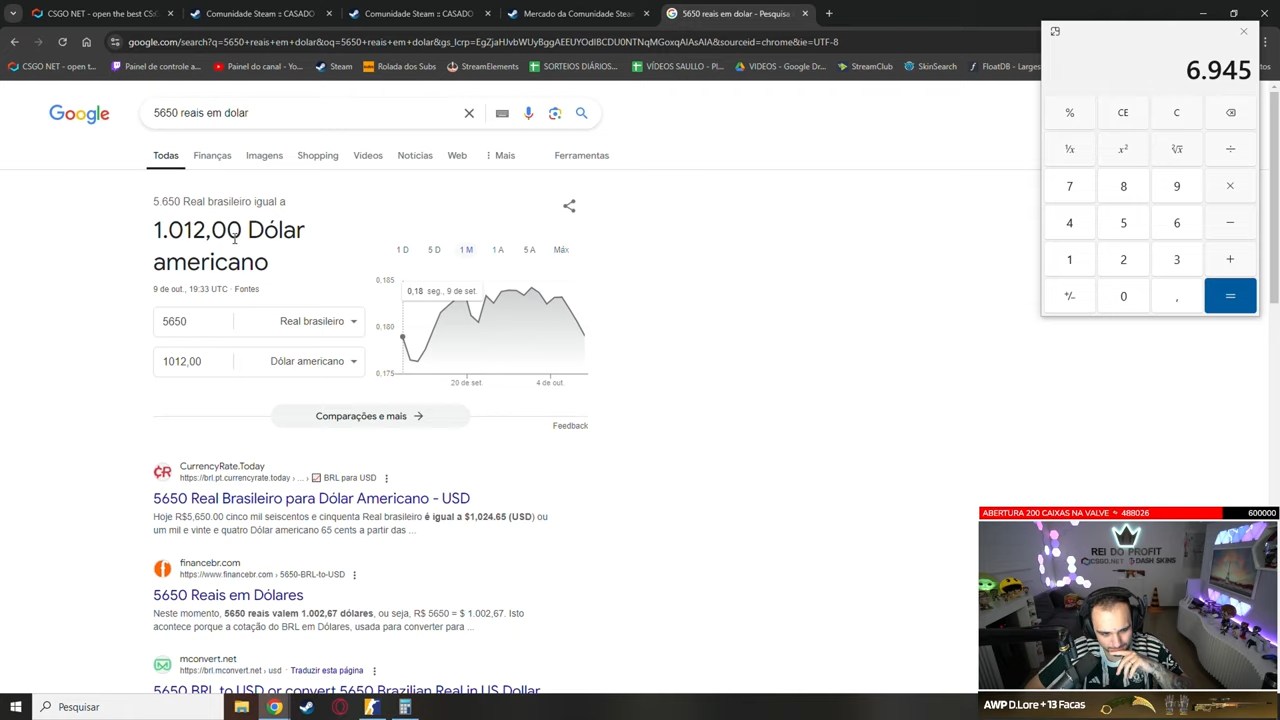 CSGO NET - open the best CS:
Comunidade Steam :: CASADO
Comunidade Steam :: CASADO
Mercado da Comunidade Steam
5650 reais em dolar - Pesquisa
google.com/search?q=5650+reais+em+dolar&oq=5650+reais+em+dolar&gs_lcrp=EgZjaHJvbWUyBggAEEUYOdIBCDU0NTNqMGoxqAIAsAIA&sourceid=chrome&ie=UTF-8
CSGO NET - open t...
Painel de controle a...
Painel do canal - Yo...
Steam
Rolada dos Subs
StreamElements
SORTEIOS DIÁRIOS...
VÍDEOS SAULLO - Pl...
VIDEOS - Google Dr...
StreamClub
SkinSearch
FloatDB - Larges
6.945
% CE C
¹/x x² ²√x ÷
7 8 9 ×
4 5 6 −
1 2 3 +
+/− 0 , =
Google
5650 reais em dolar
Todas Finanças Imagens Shopping Vídeos Notícias Web Mais Ferramentas
5.650 Real brasileiro igual a
1.012,00 Dólar
americano
9 de out., 19:33 UTC · Fontes
5650 Real brasileiro
1012,00 Dólar americano
1 D 5 D 1 M 1 A 5 A Máx
0,185
0,18 seg., 9 de set.
0,180
0,175
20 de set. 4 de out.
Comparações e mais →
Feedback
CurrencyRate.Today
https://brl.pt.currencyrate.today › ... › BRL para USD
5650 Real Brasileiro para Dólar Americano - USD
Hoje R$5,650.00 cinco mil seiscentos e cinquenta Real brasileiro é igual a $1,024.65 (USD) ou
um mil e vinte e quatro Dólar americano 65 cents a partir das ...
financebr.com
https://www.financebr.com › 5650-BRL-to-USD
5650 Reais em Dólares
Neste momento, 5650 reais valem 1.002,67 dólares, ou seja, R$ 5650 = $ 1.002,67. Isto
acontece porque a cotação do BRL em Dólares, usada para converter para ...
mconvert.net
https://brl.mconvert.net › usd · Traduzir esta página
5650 BRL to USD or convert 5650 Brazilian Real in US Dollar
ABERTURA 200 CAIXAS NA VALVE 488026 600000
REI DO PROFIT
CSGO.NET DASH SKINS
AWP D.Lore + 13 Facas
Pesquisar